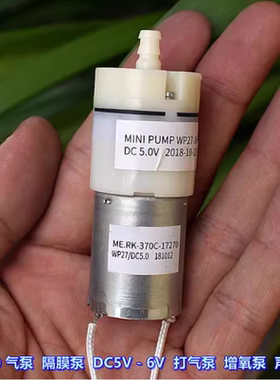 MINI PUMP
DC 5.0V 2018-10-
ME.RK-370C-17270
WP27/DC5.0 181012
气泵 隔膜泵 DC5V - 6V 打气泵 增氧泵